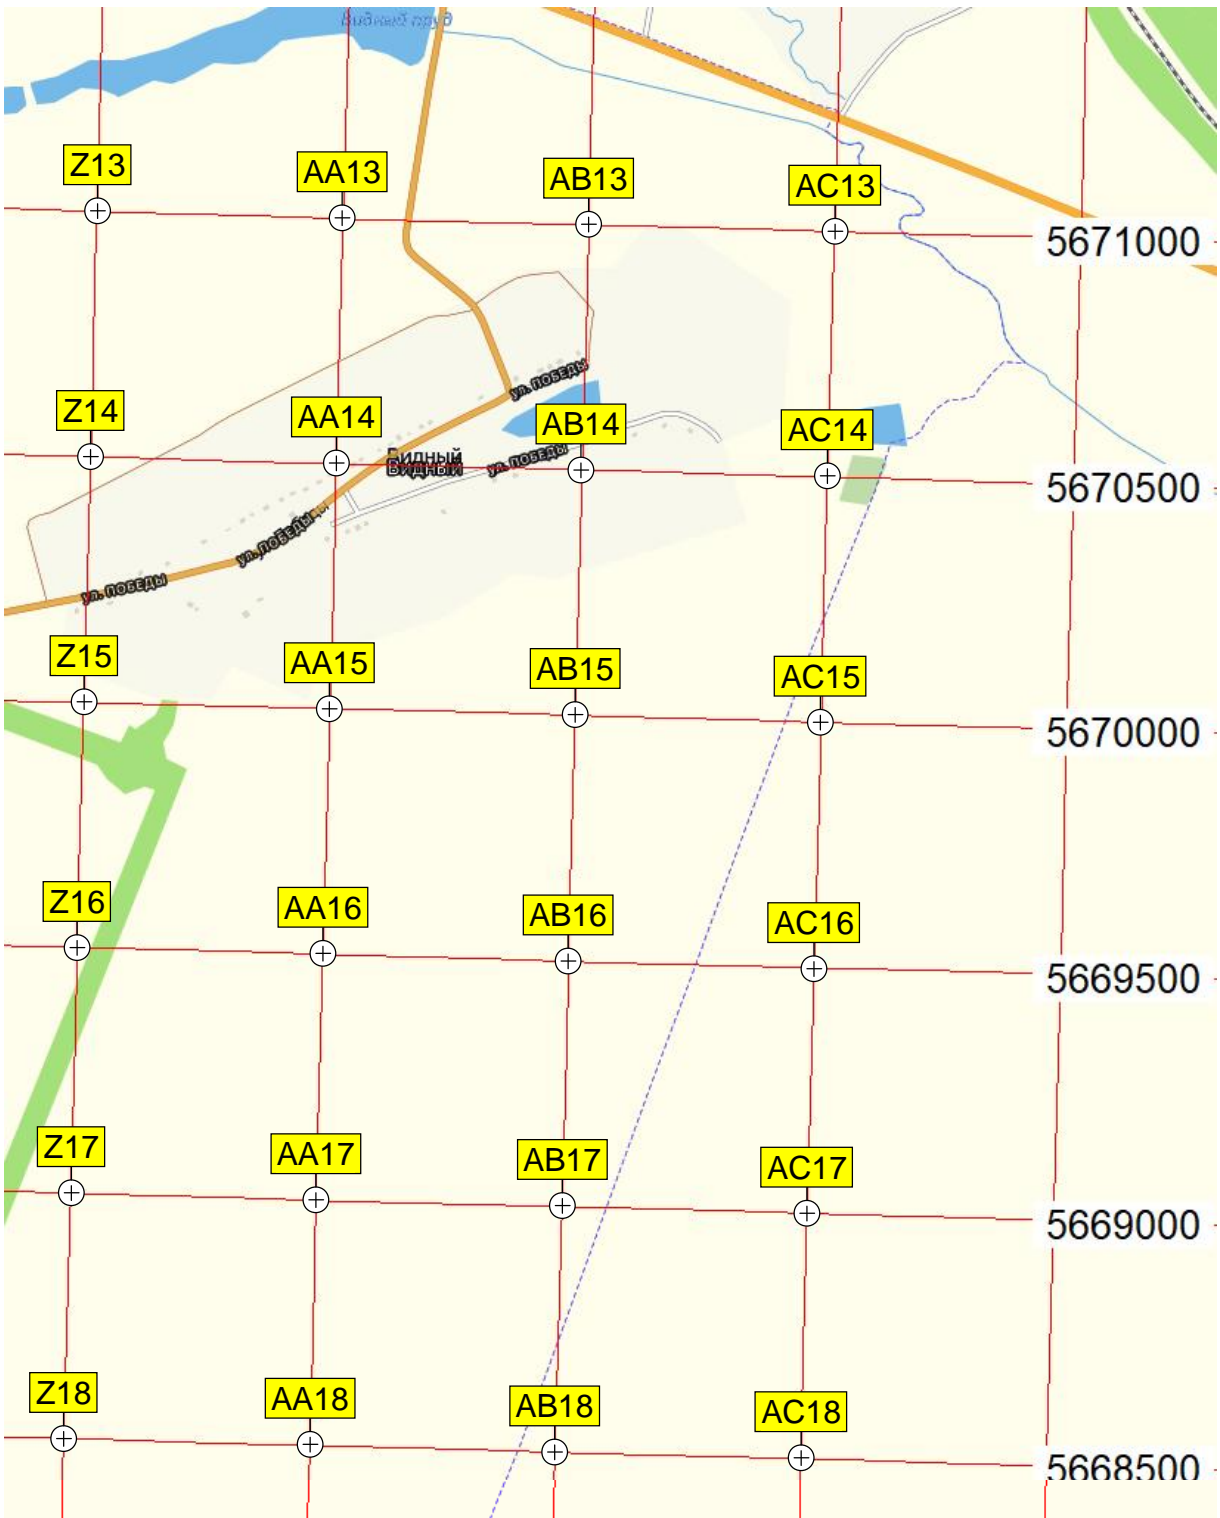 Видный пруд
Z13
AA13
AB13
AC13
5671000
ул. ПОБЕДЫ
Z14
AA14
AB14
AC14
Видный
Видный
ул. ПОБЕДЫ
5670500
ул. ПОБЕДЫ
ул. ПОБЕДЫ
Z15
AA15
AB15
AC15
5670000
Z16
AA16
AB16
AC16
5669500
Z17
AA17
AB17
AC17
5669000
Z18
AA18
AB18
AC18
5668500